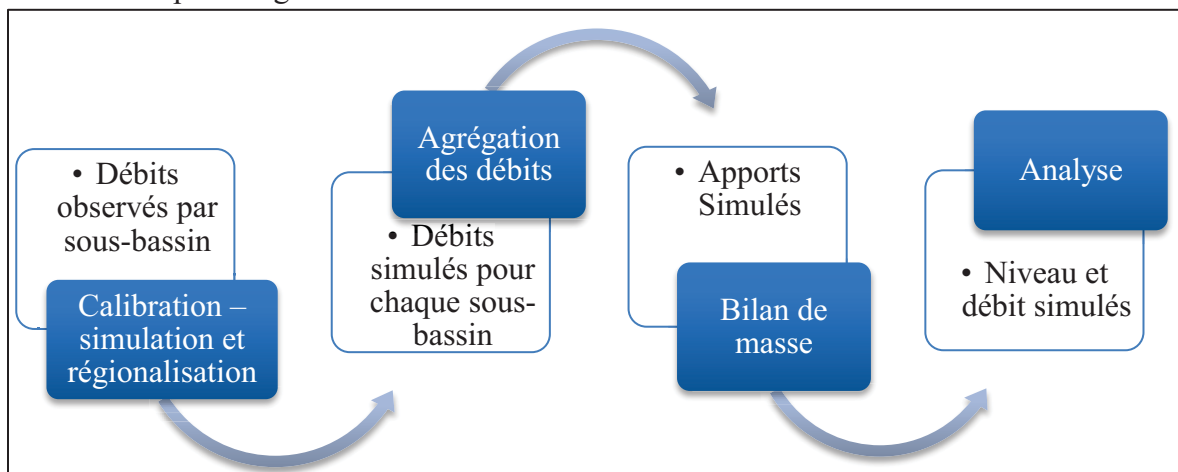 • Débits
observés par
sous-bassin
Calibration –
simulation et
régionalisation
Agrégation
des débits
• Débits
simulés pour
chaque sous-
bassin
• Apports
Simulés
Bilan de
masse
Analyse
• Niveau et
débit simulés